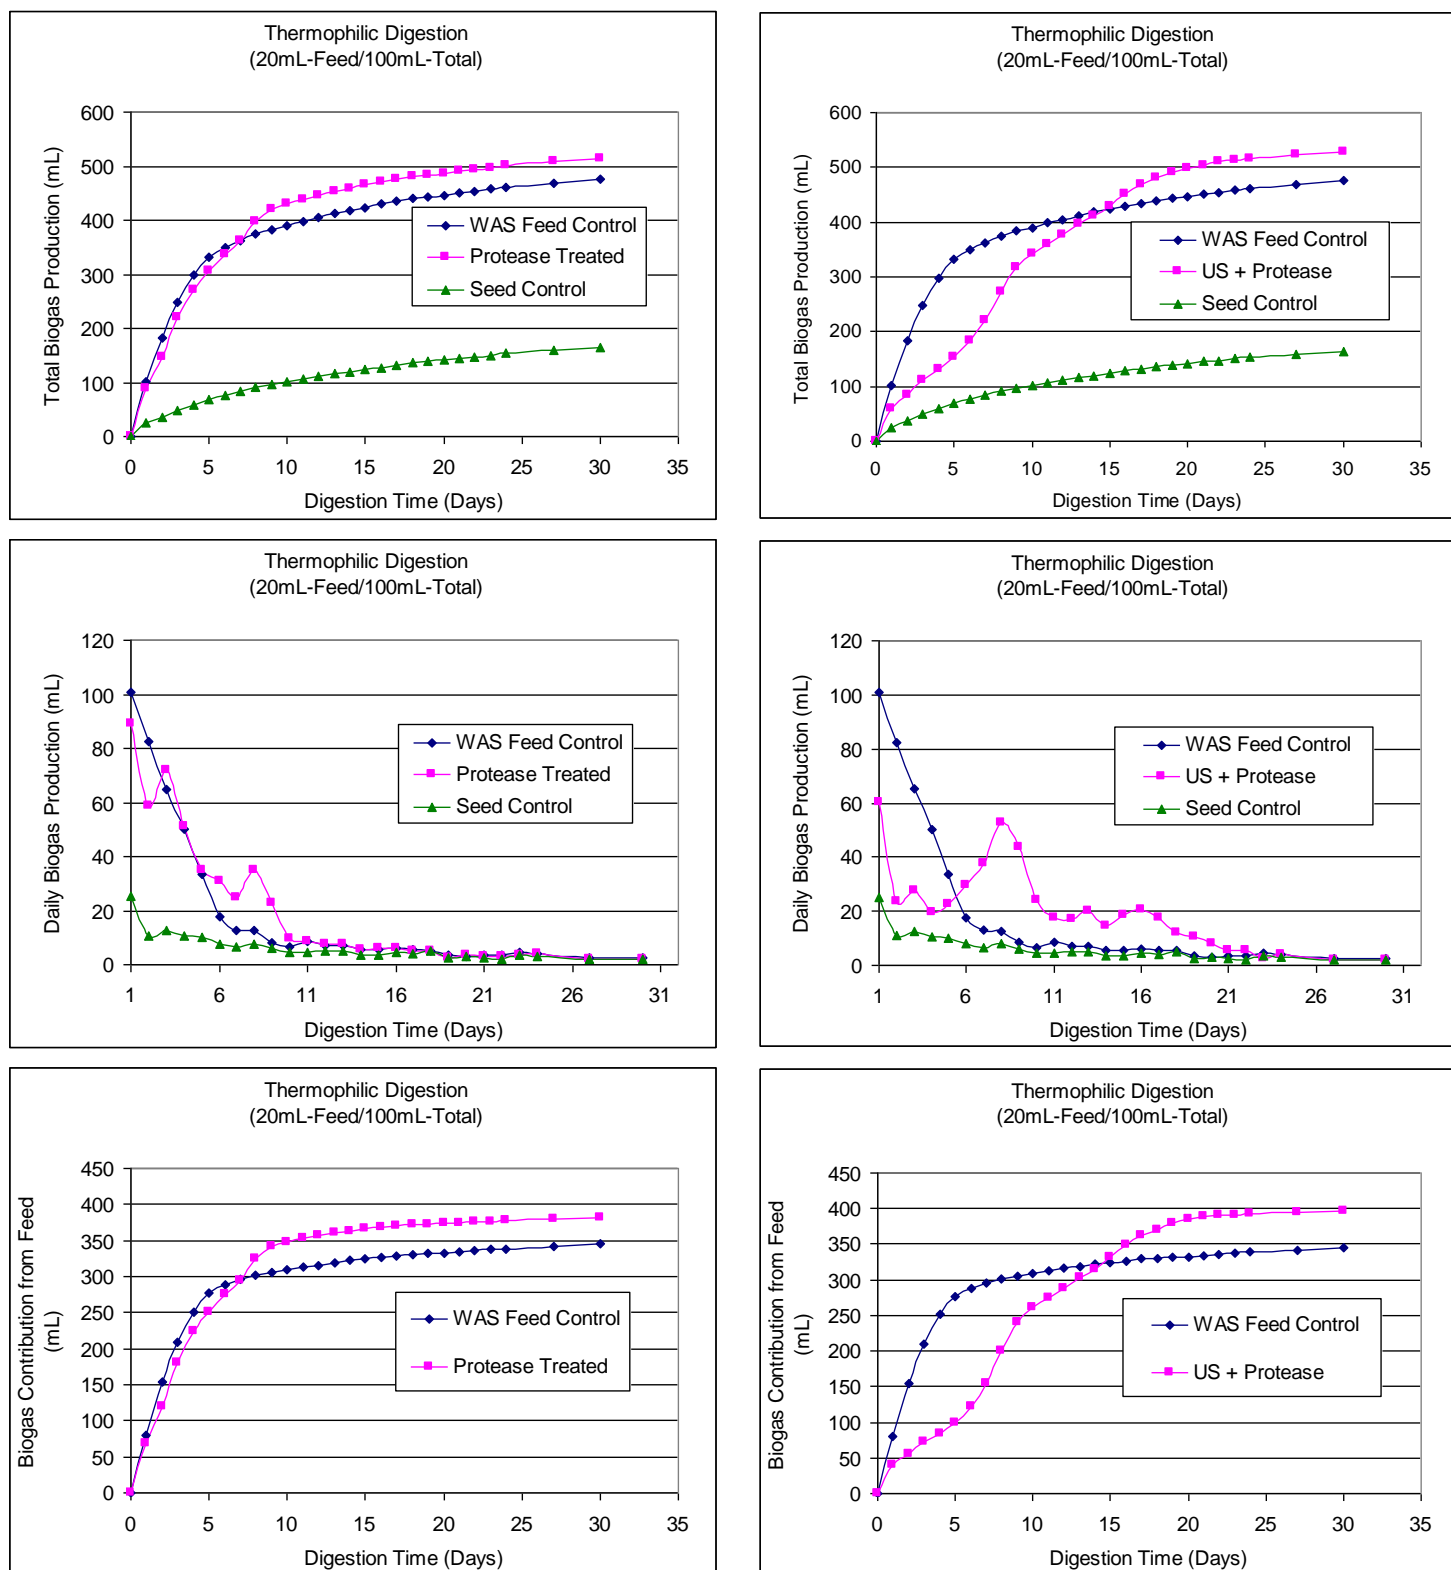 Thermophilic Digestion
(20mL-Feed/100mL-Total)
Total Biogas Production (mL)
600
500
400
300
200
100
0
WAS Feed Control
Protease Treated
Seed Control
0 5 10 15 20 25 30 35
Digestion Time (Days)
Thermophilic Digestion
(20mL-Feed/100mL-Total)
Total Biogas Production (mL)
600
500
400
300
200
100
0
WAS Feed Control
US + Protease
Seed Control
0 5 10 15 20 25 30 35
Digestion Time (Days)
Thermophilic Digestion
(20mL-Feed/100mL-Total)
Daily Biogas Production (mL)
120
100
80
60
40
20
0
WAS Feed Control
Protease Treated
Seed Control
1 6 11 16 21 26 31
Digestion Time (Days)
Thermophilic Digestion
(20mL-Feed/100mL-Total)
Daily Biogas Production (mL)
120
100
80
60
40
20
0
WAS Feed Control
US + Protease
Seed Control
1 6 11 16 21 26 31
Digestion Time (Days)
Thermophilic Digestion
(20mL-Feed/100mL-Total)
Biogas Contribution from Feed
(mL)
450
400
350
300
250
200
150
100
50
0
WAS Feed Control
Protease Treated
0 5 10 15 20 25 30 35
Digestion Time (Days)
Thermophilic Digestion
(20mL-Feed/100mL-Total)
Biogas Contribution from Feed
(mL)
450
400
350
300
250
200
150
100
50
0
WAS Feed Control
US + Protease
0 5 10 15 20 25 30 35
Digestion Time (Days)